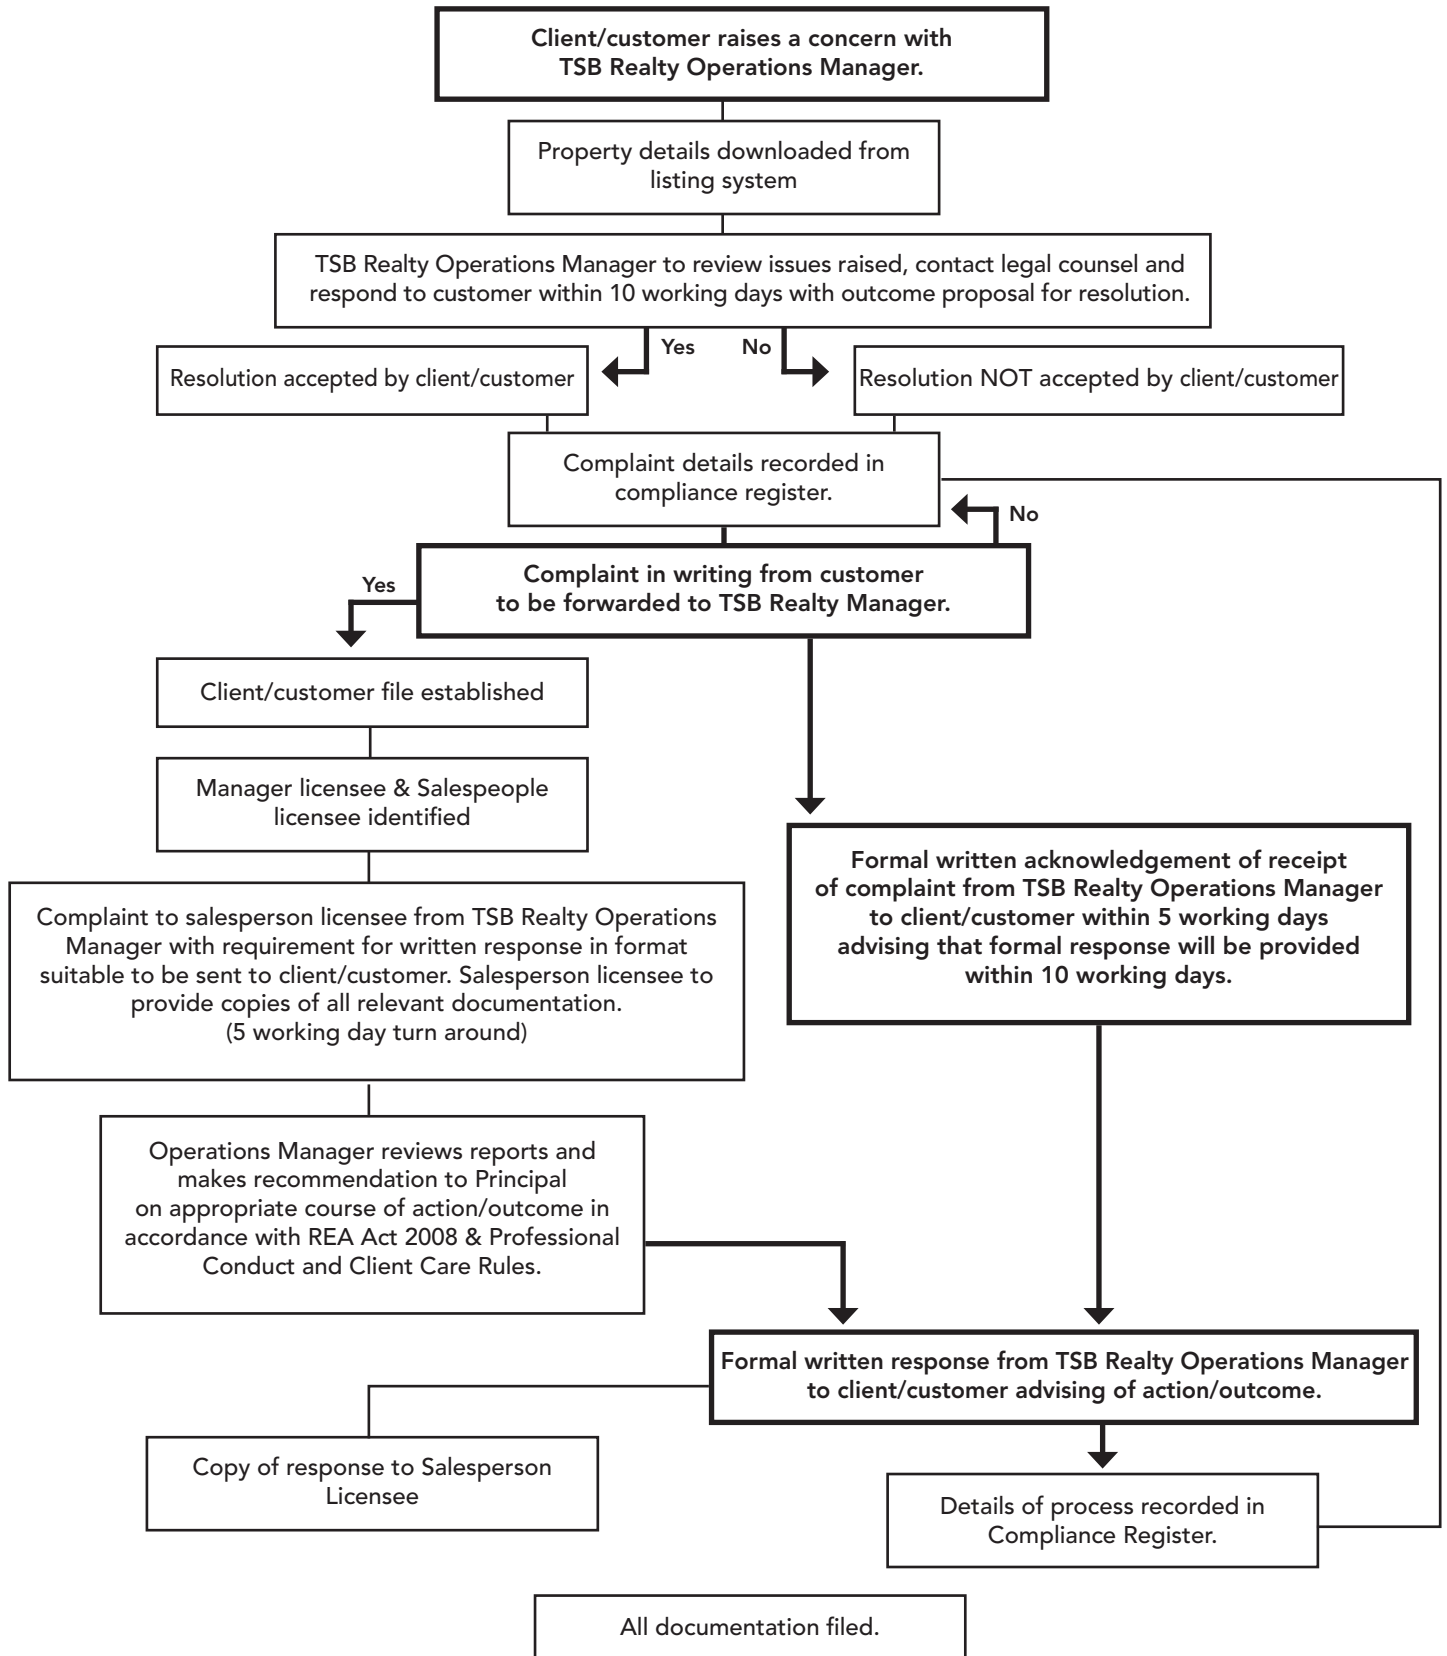 Client/customer raises a concern with
TSB Realty Operations Manager.
Property details downloaded from
listing system
TSB Realty Operations Manager to review issues raised, contact legal counsel and
respond to customer within 10 working days with outcome proposal for resolution.
Yes
No
Resolution accepted by client/customer
Resolution NOT accepted by client/customer
Complaint details recorded in
compliance register.
No
Complaint in writing from customer
to be forwarded to TSB Realty Manager.
Yes
Client/customer file established
Manager licensee & Salespeople
licensee identified
Complaint to salesperson licensee from TSB Realty Operations
Manager with requirement for written response in format
suitable to be sent to client/customer. Salesperson licensee to
provide copies of all relevant documentation.
(5 working day turn around)
Formal written acknowledgement of receipt
of complaint from TSB Realty Operations Manager
to client/customer within 5 working days
advising that formal response will be provided
within 10 working days.
Operations Manager reviews reports and
makes recommendation to Principal
on appropriate course of action/outcome in
accordance with REA Act 2008 & Professional
Conduct and Client Care Rules.
Formal written response from TSB Realty Operations Manager
to client/customer advising of action/outcome.
Copy of response to Salesperson
Licensee
Details of process recorded in
Compliance Register.
All documentation filed.